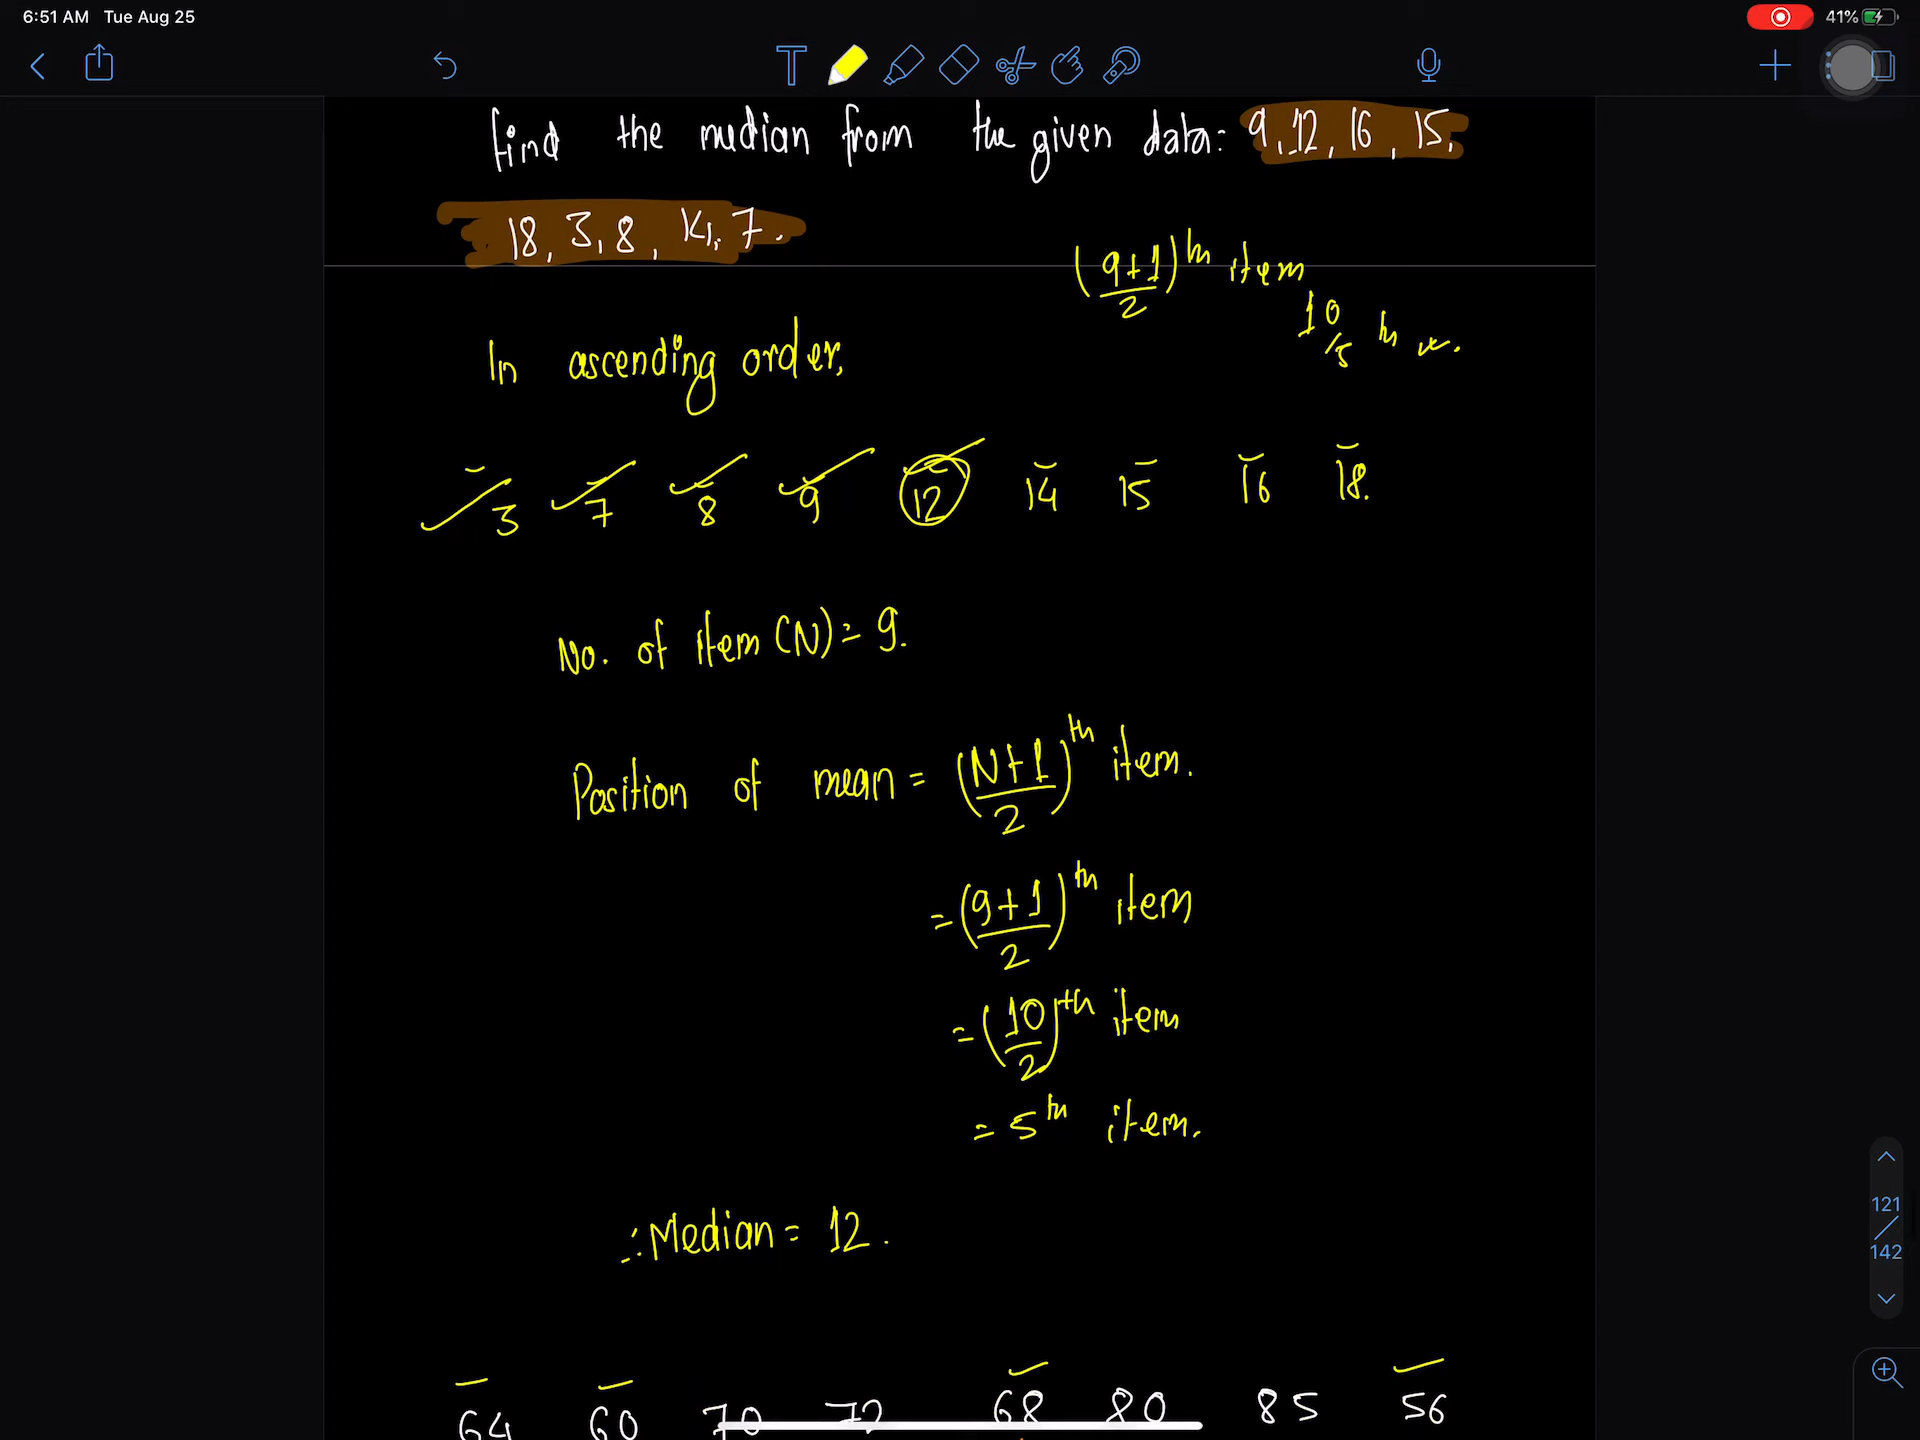 6:51 AM Tue Aug 25
41%
find the median from the given data: 9, 12, 16, 15,
18, 3, 8, 14, 7.
(9+1/2)th item
10/5 th
In ascending order,
3 7 8 9 12 14 15 16 18.
No. of item (N) = 9.
Position of mean = (N+1/2)th item.
= (9+1/2)th item
= (10/2)th item
= 5th item.
∴ Median = 12.
121
142
64 60 70 72 68 80 85 56